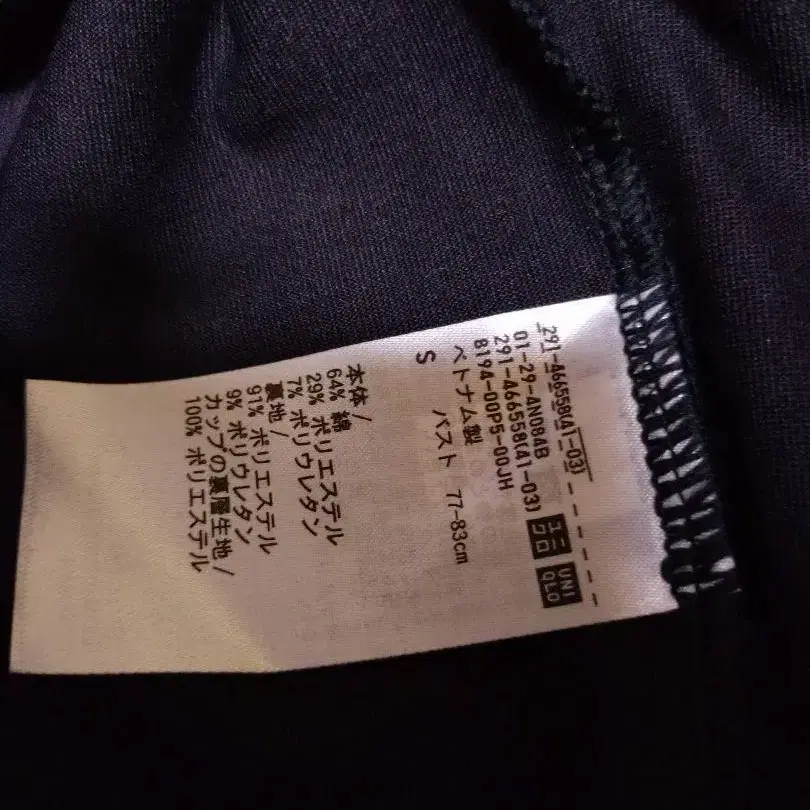 291-466558(41-03)
01-29-4N084B
291-466558(41-03)
8194-00P5-00JH
ユニクロ
UNIQLO
ベトナム製
S バスト 77-83cm
本体/
64% 綿
29% ポリエステル
7% ポリウレタン
裏地/
91% ポリエステル
9% ポリウレタン
カップの裏層生地/
100% ポリエステル